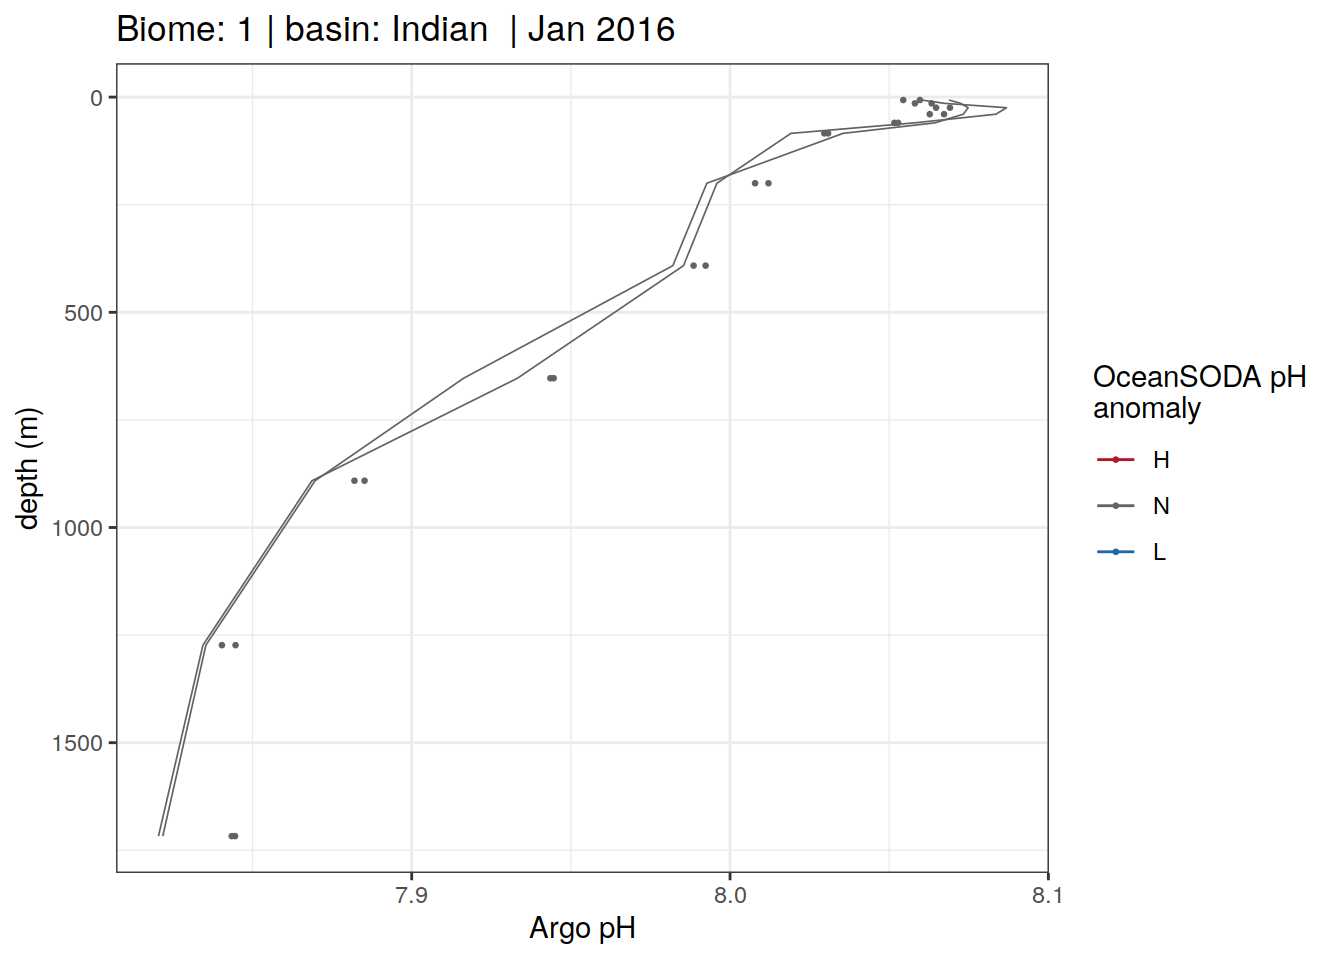 Biome: 1 | basin: Indian  | Jan 2016
0
500
1000
1500
depth (m)
7.9
8.0
8.1
Argo pH
OceanSODA pH
anomaly
H
N
L